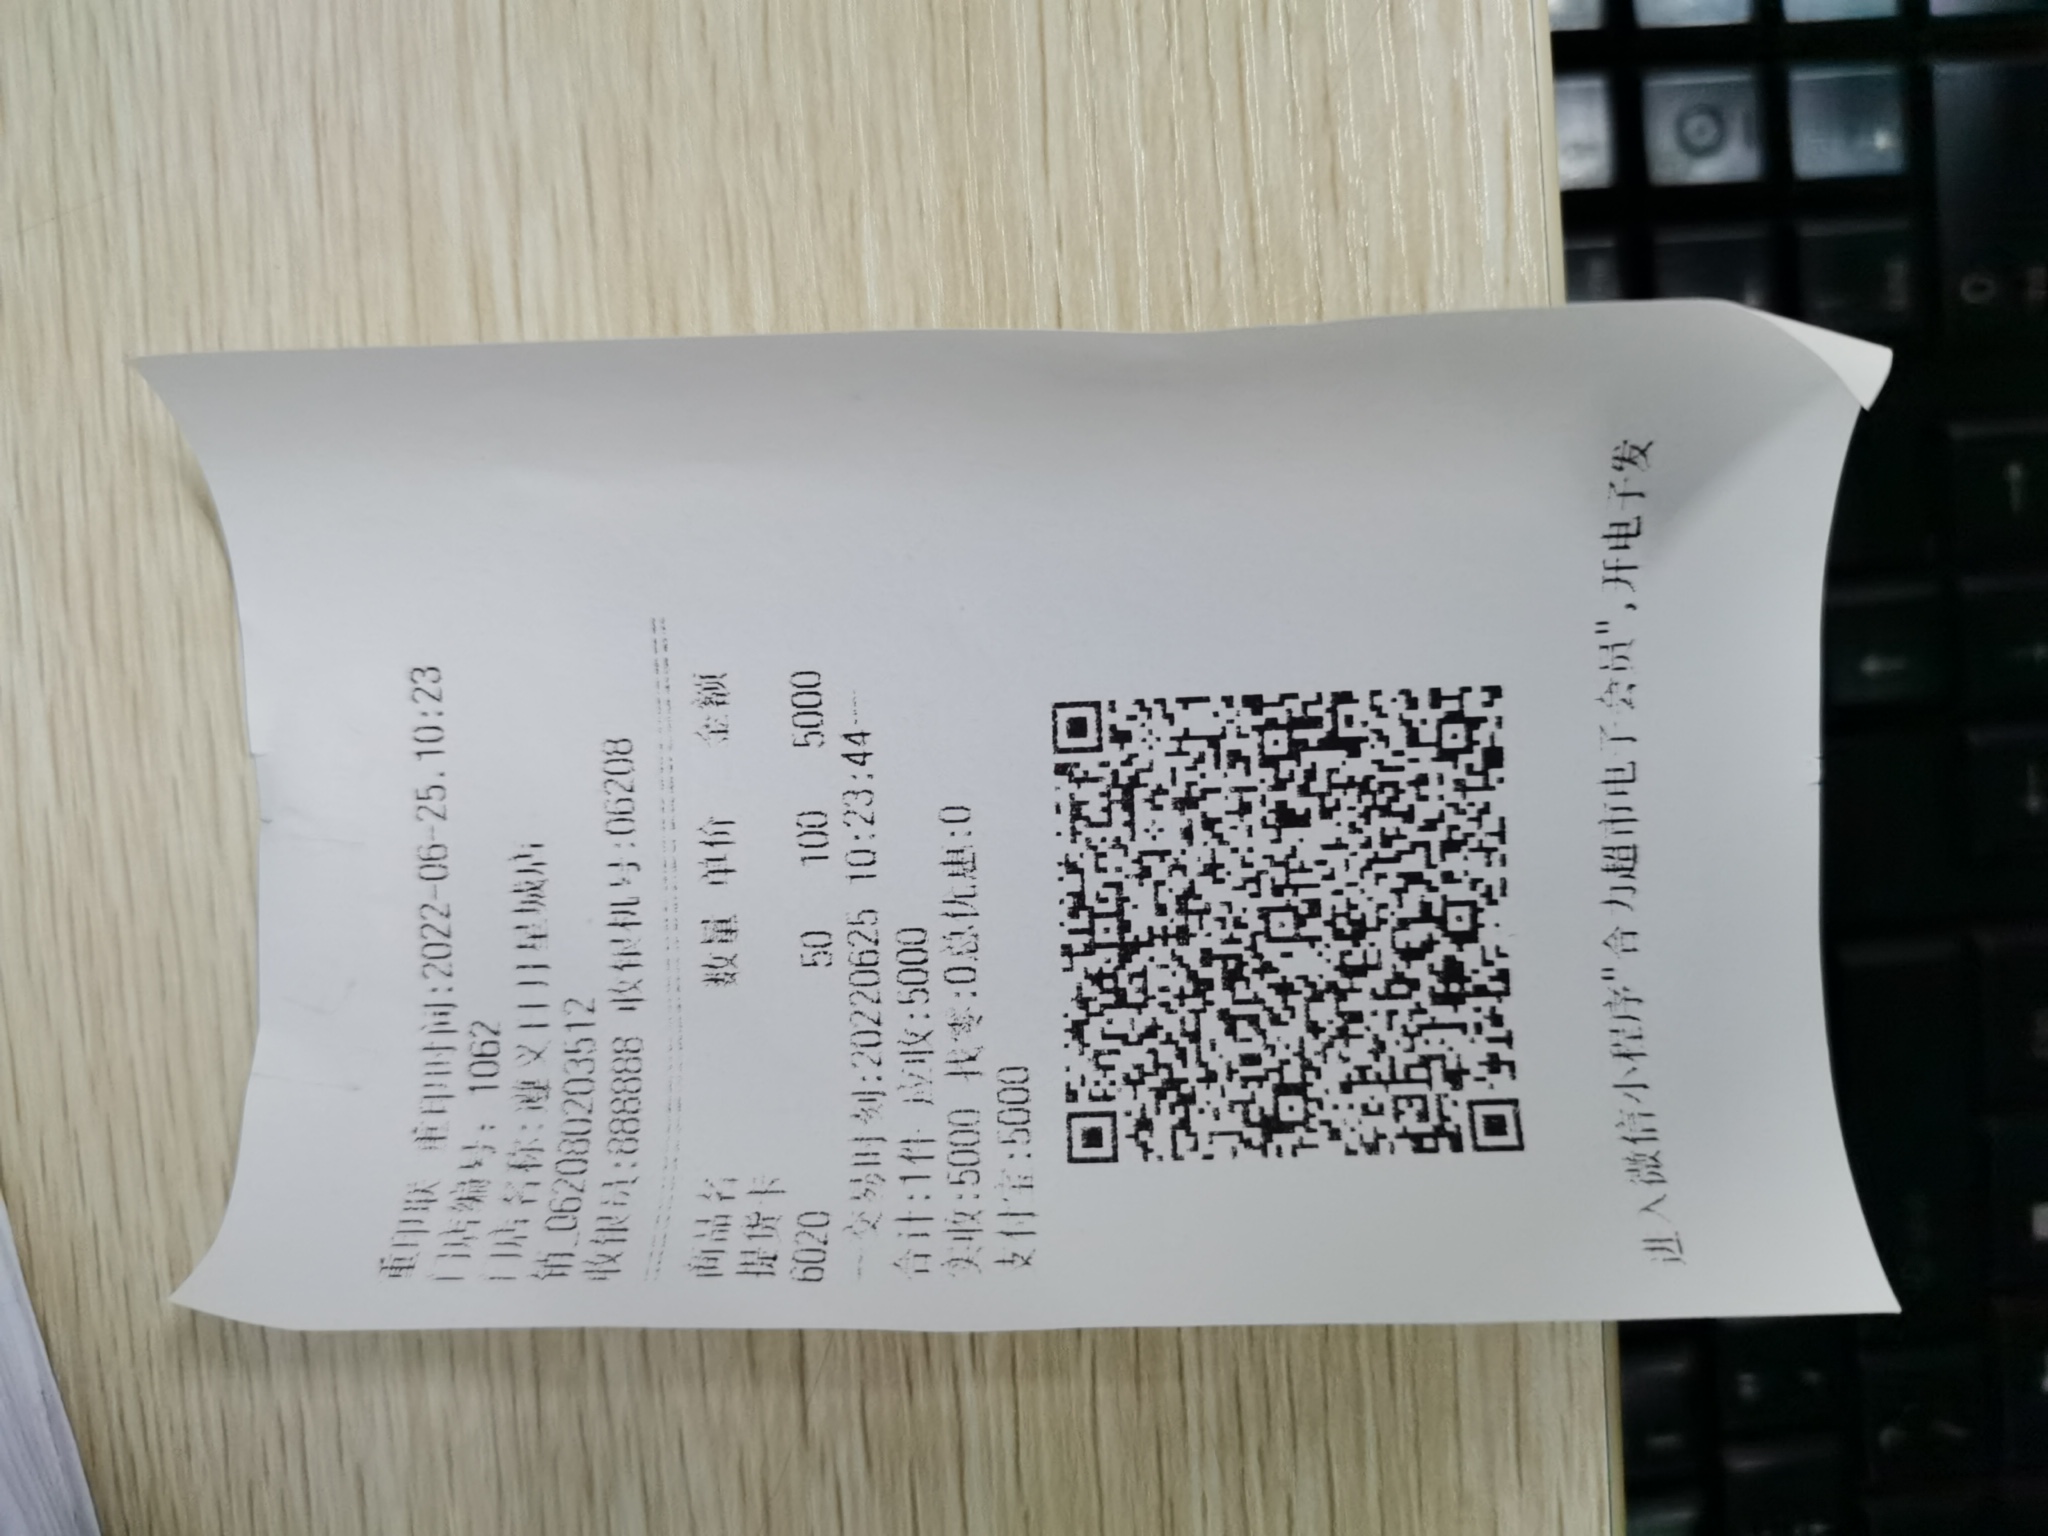 重印联 重印时间:2022-06-25.10:23
门店编号: 1062
门店名称:遵义日月星城店
销_06208020203512
收银员:888888 收银机号:06208
商品名 数量 单价 金额
提货卡
6020 50 100 5000
---交易时刻:20220625 10:23:44---
合计:1件 应收:5000
实收:5000 找零:0总优惠:0
支付宝:5000
进入微信小程序"合力超市电子会员",开电子发